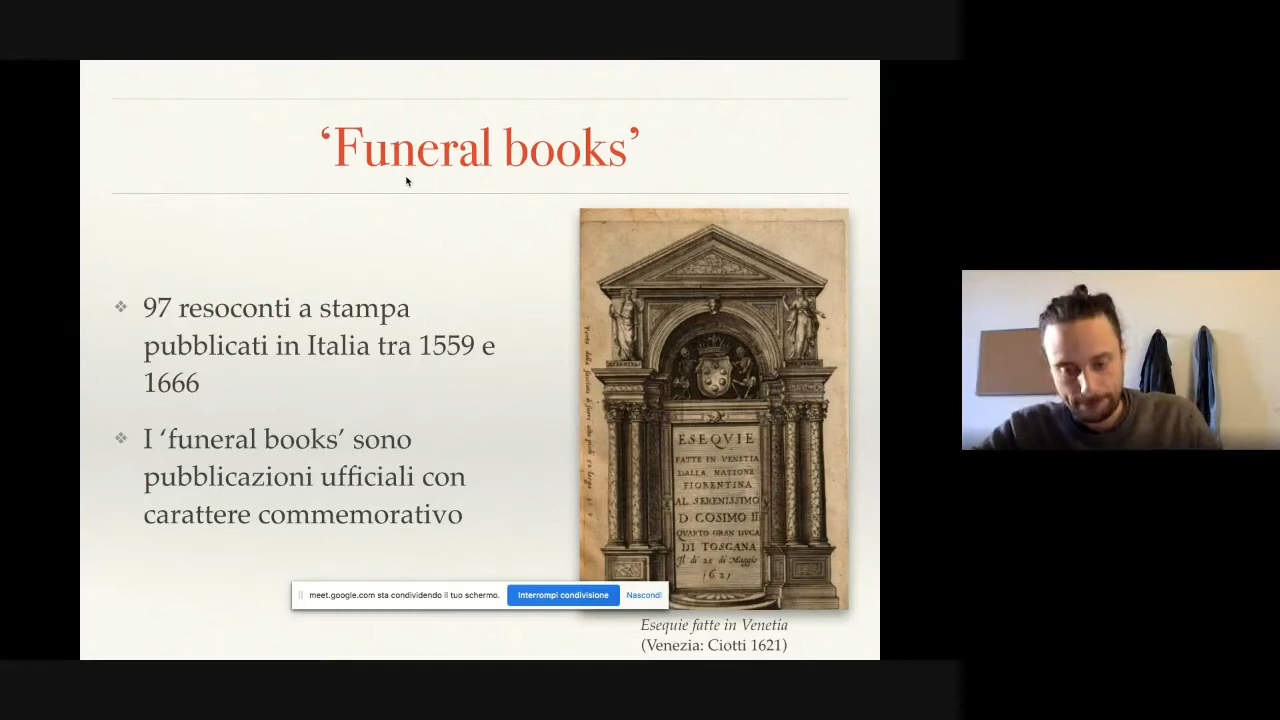 ‘Funeral books’
❖ 97 resoconti a stampa
pubblicati in Italia tra 1559 e
1666
❖ I ‘funeral books’ sono
pubblicazioni ufficiali con
carattere commemorativo
ESEQVIE
FATTE IN VENETIA
DALLA NATIONE
FIORENTINA
AL SERENISSIMO
D COSIMO II
QVARTO GRAN DVCA
DI TOSCANA
Il di 25 di Maggio
1621
meet.google.com sta condividendo il tuo schermo.
Interrompi condivisione
Nascondi
Esequie fatte in Venetia
(Venezia: Ciotti 1621)